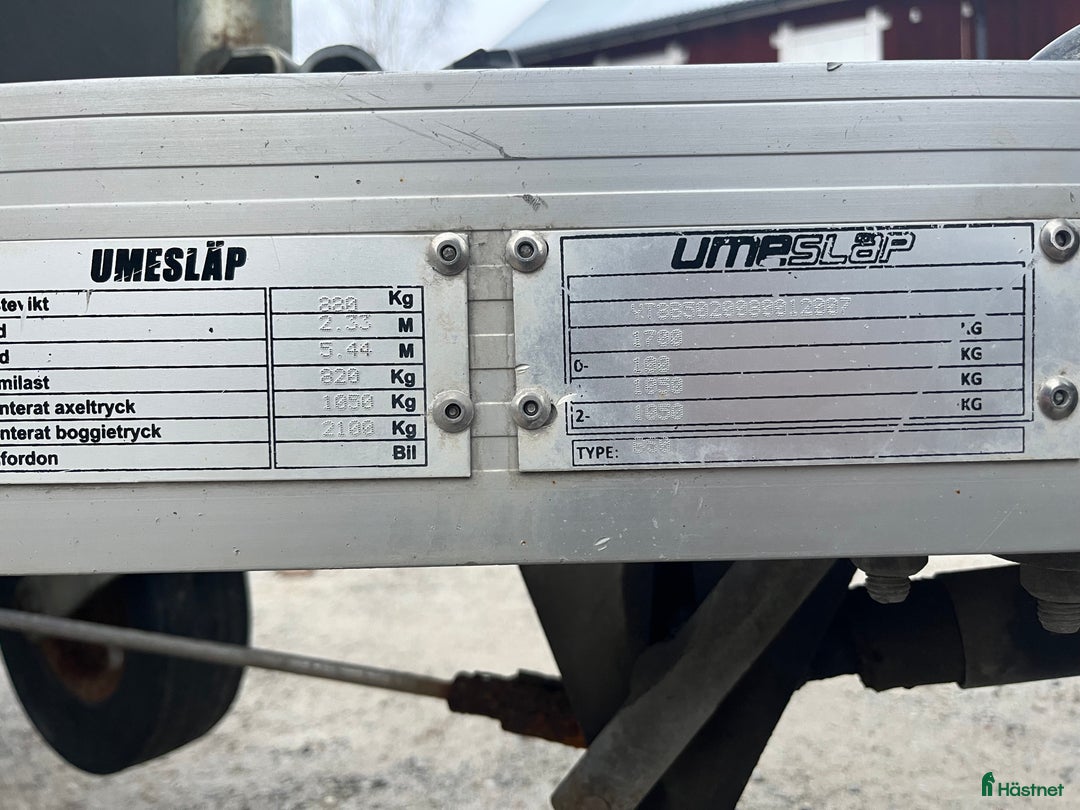 UMESLÄP
stevikt 880 Kg
d 2.33 M
d 5.44 M
milast 820 Kg
nterat axeltryck 1050 Kg
nterat boggietryck 2100 Kg
fordon Bil
UMESLÄP
1700 KG
0- 100 KG
1050 KG
2- 1050 KG
TYPE:
Hästnet